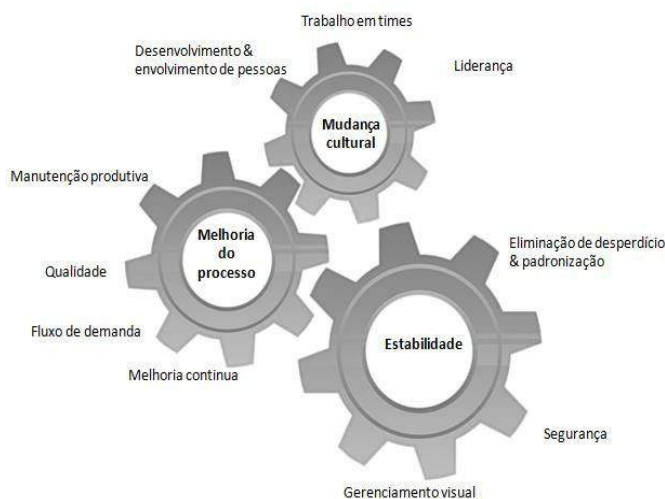 Trabalho em times
Desenvolvimento &
envolvimento de pessoas
Liderança
Mudança
cultural
Manutenção produtiva
Melhoria
do
processo
Qualidade
Fluxo de demanda
Melhoria continua
Eliminação de desperdício
& padronização
Estabilidade
Segurança
Gerenciamento visual